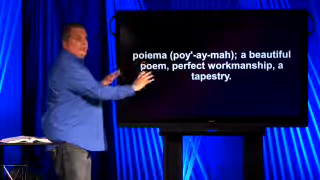 poiema (poy'-ay-mah); a beautiful
poem, perfect workmanship, a
tapestry.